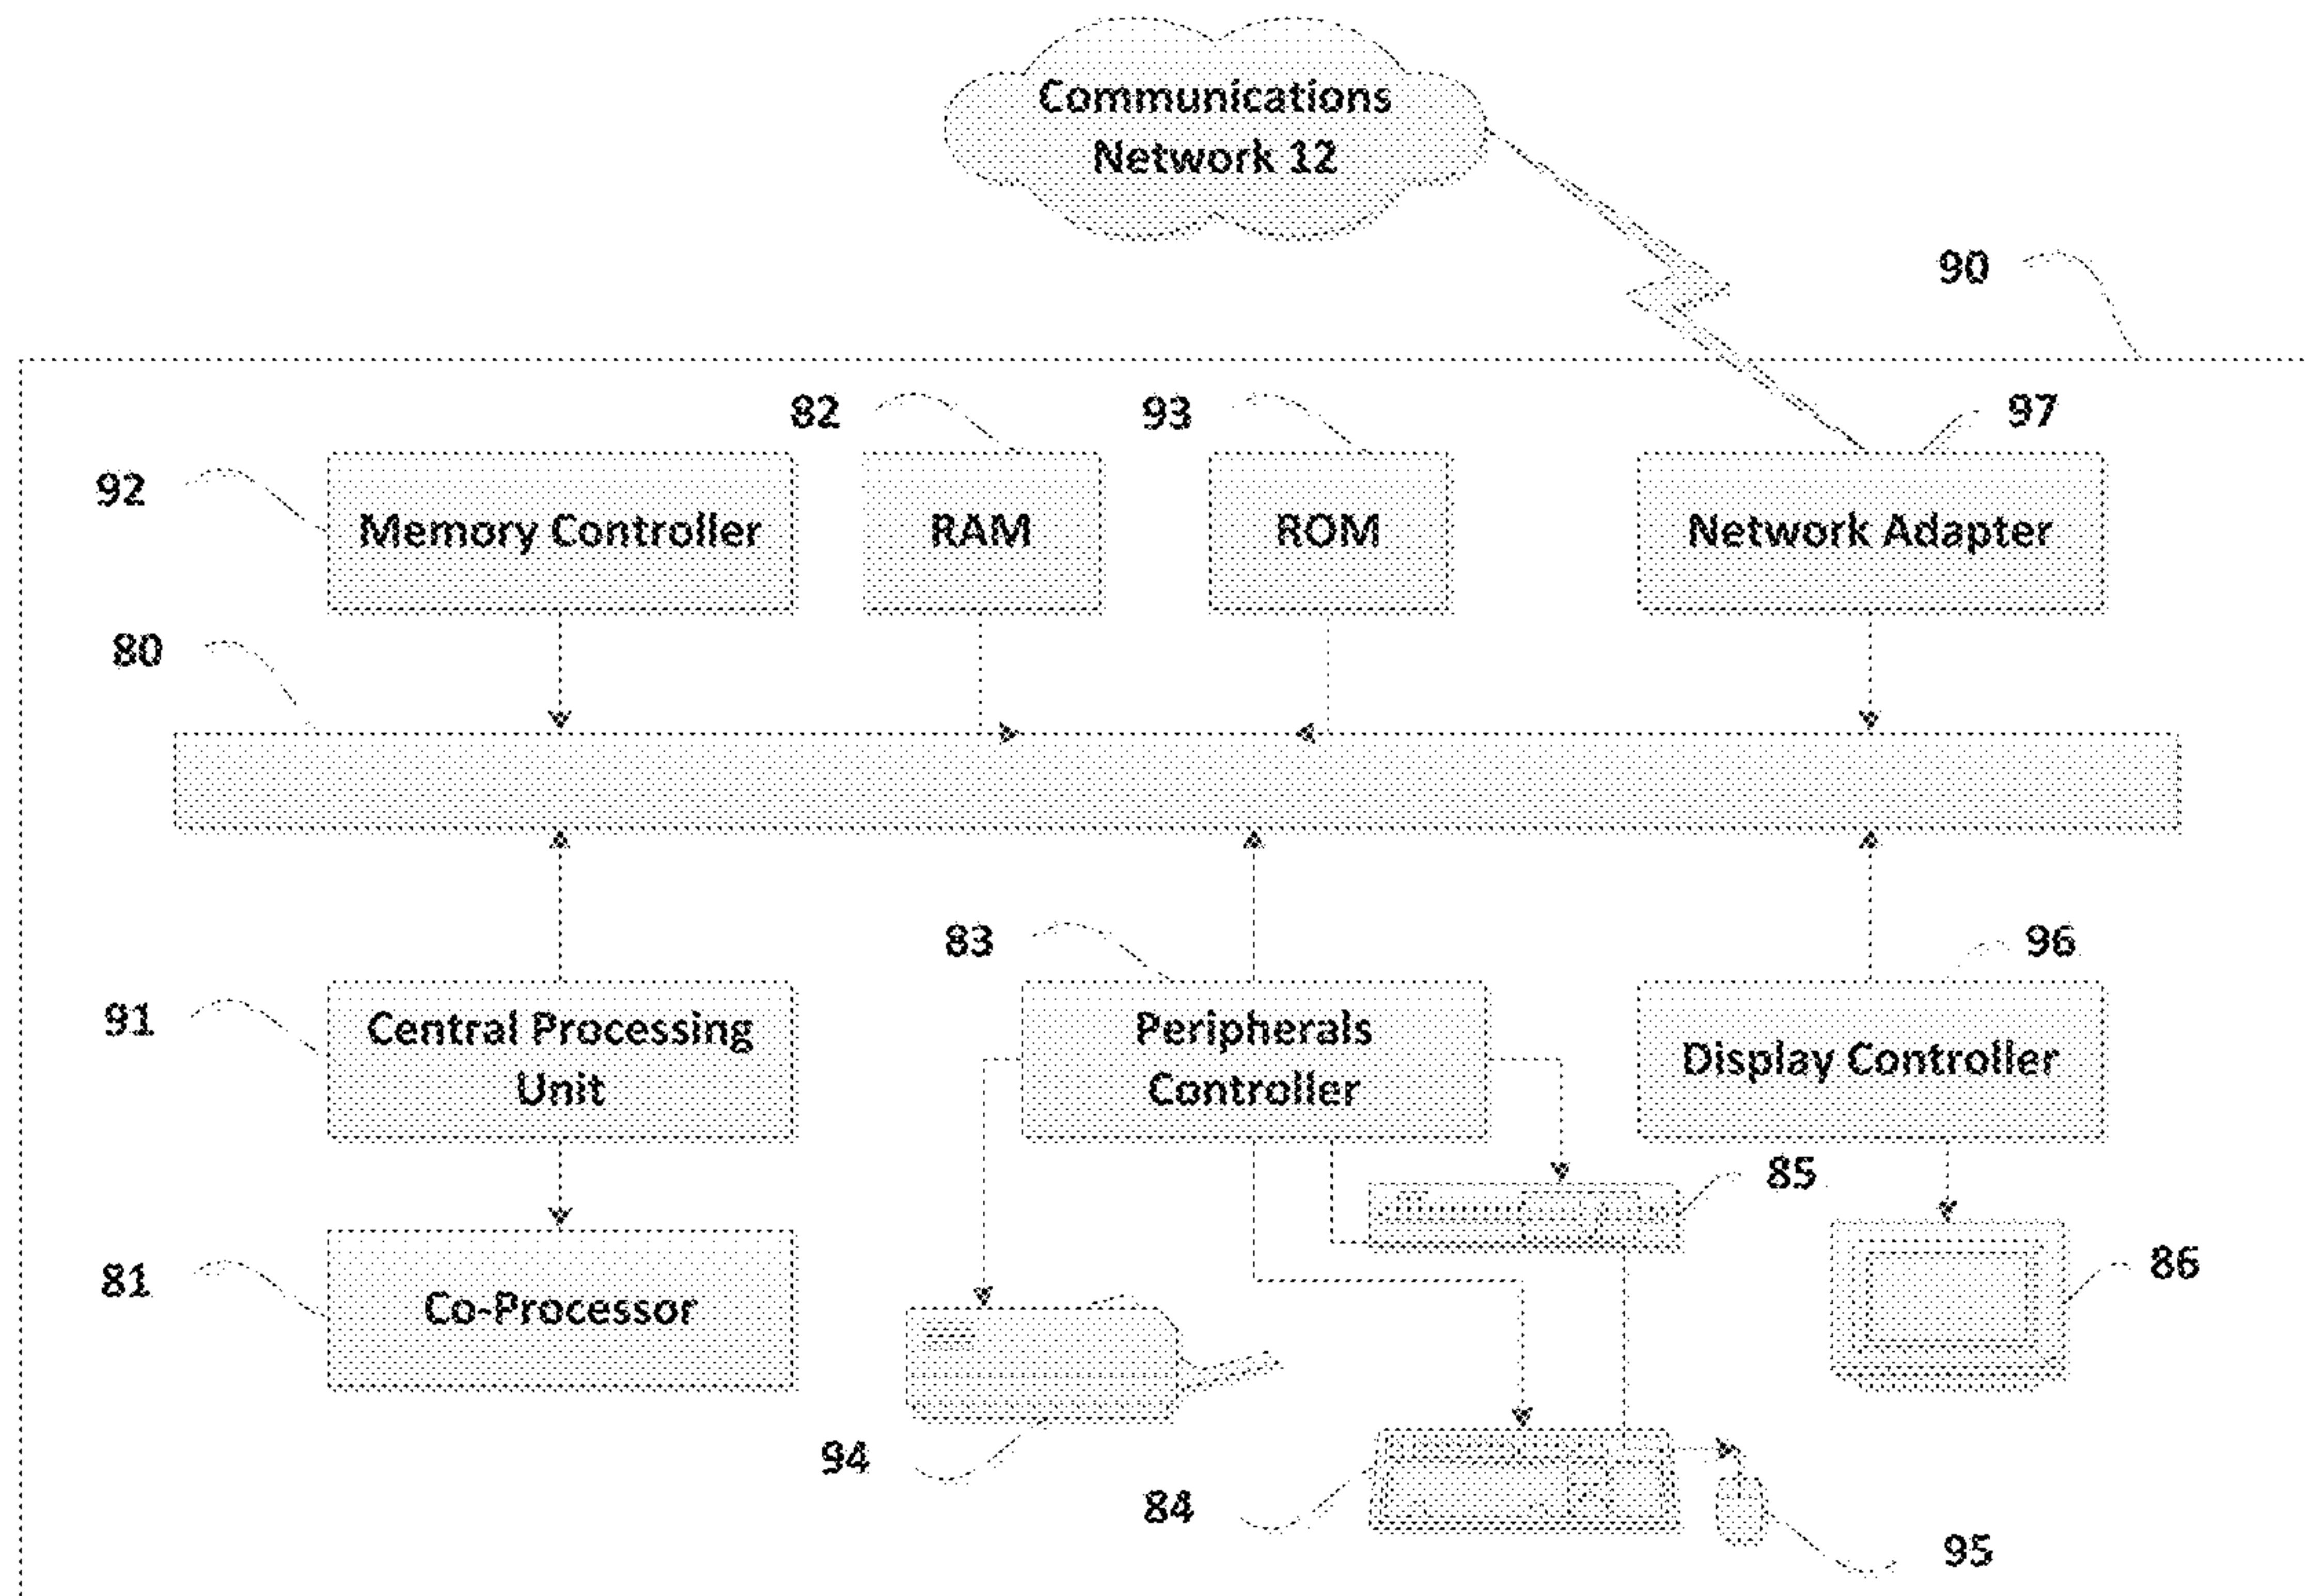 Communications
Network 12
90
82
93
97
92
Memory Controller
RAM
ROM
Network Adapter
80
83
96
91
Central Processing
Unit
Peripherals
Controller
Display Controller
85
81
Co-Processor
86
94
84
95